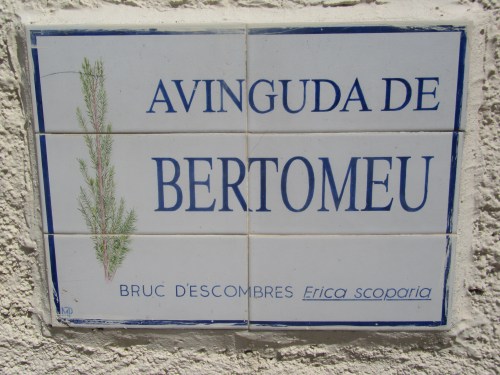 AVINGUDA DE
BERTOMEU
BRUC D'ESCOMBRES Erica scoparia